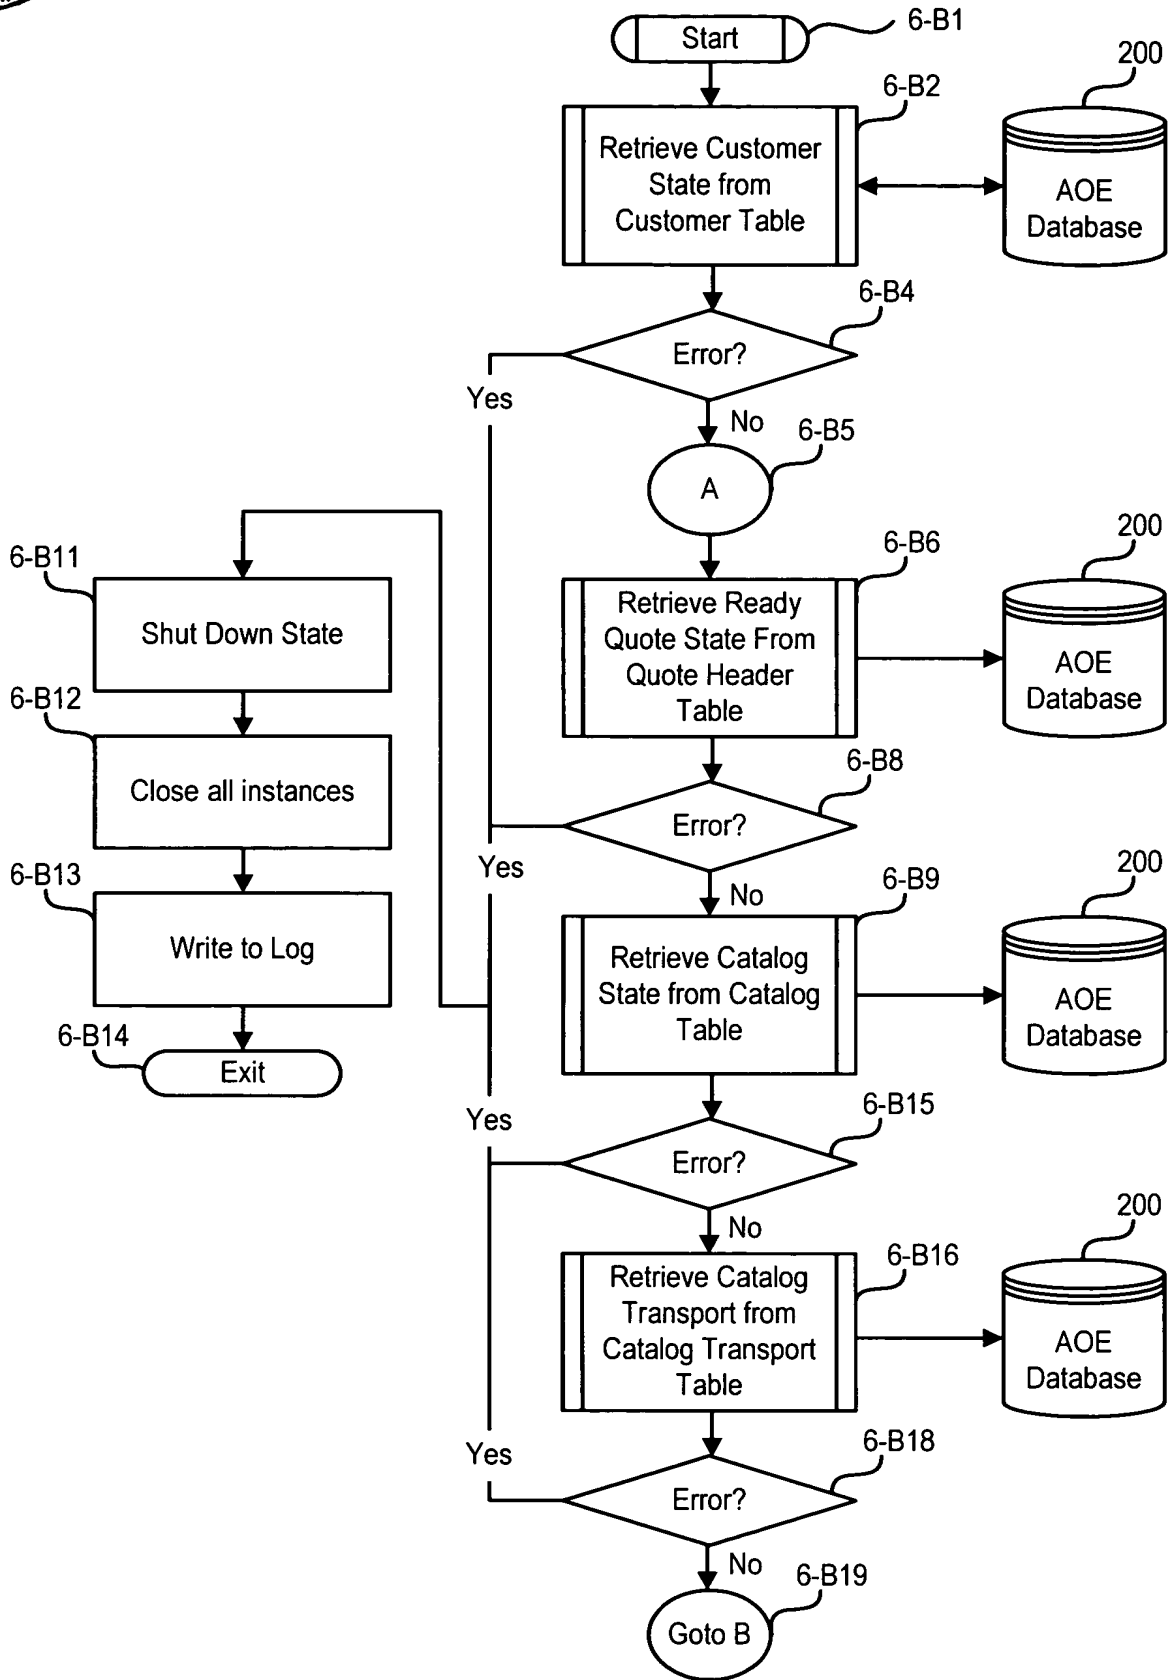 Start
6-B1
6-B2
200
Retrieve Customer
State from
Customer Table
AOE
Database
6-B4
Error?
Yes
No
6-B5
A
6-B6
200
Retrieve Ready
Quote State From
Quote Header
Table
AOE
Database
6-B11
Shut Down State
6-B12
Close all instances
6-B13
Write to Log
6-B14
Exit
6-B8
Error?
Yes
No
6-B9
200
Retrieve Catalog
State from Catalog
Table
AOE
Database
6-B15
Yes
Error?
No
6-B16
200
Retrieve Catalog
Transport from
Catalog Transport
Table
AOE
Database
6-B18
Yes
Error?
No
6-B19
Goto B